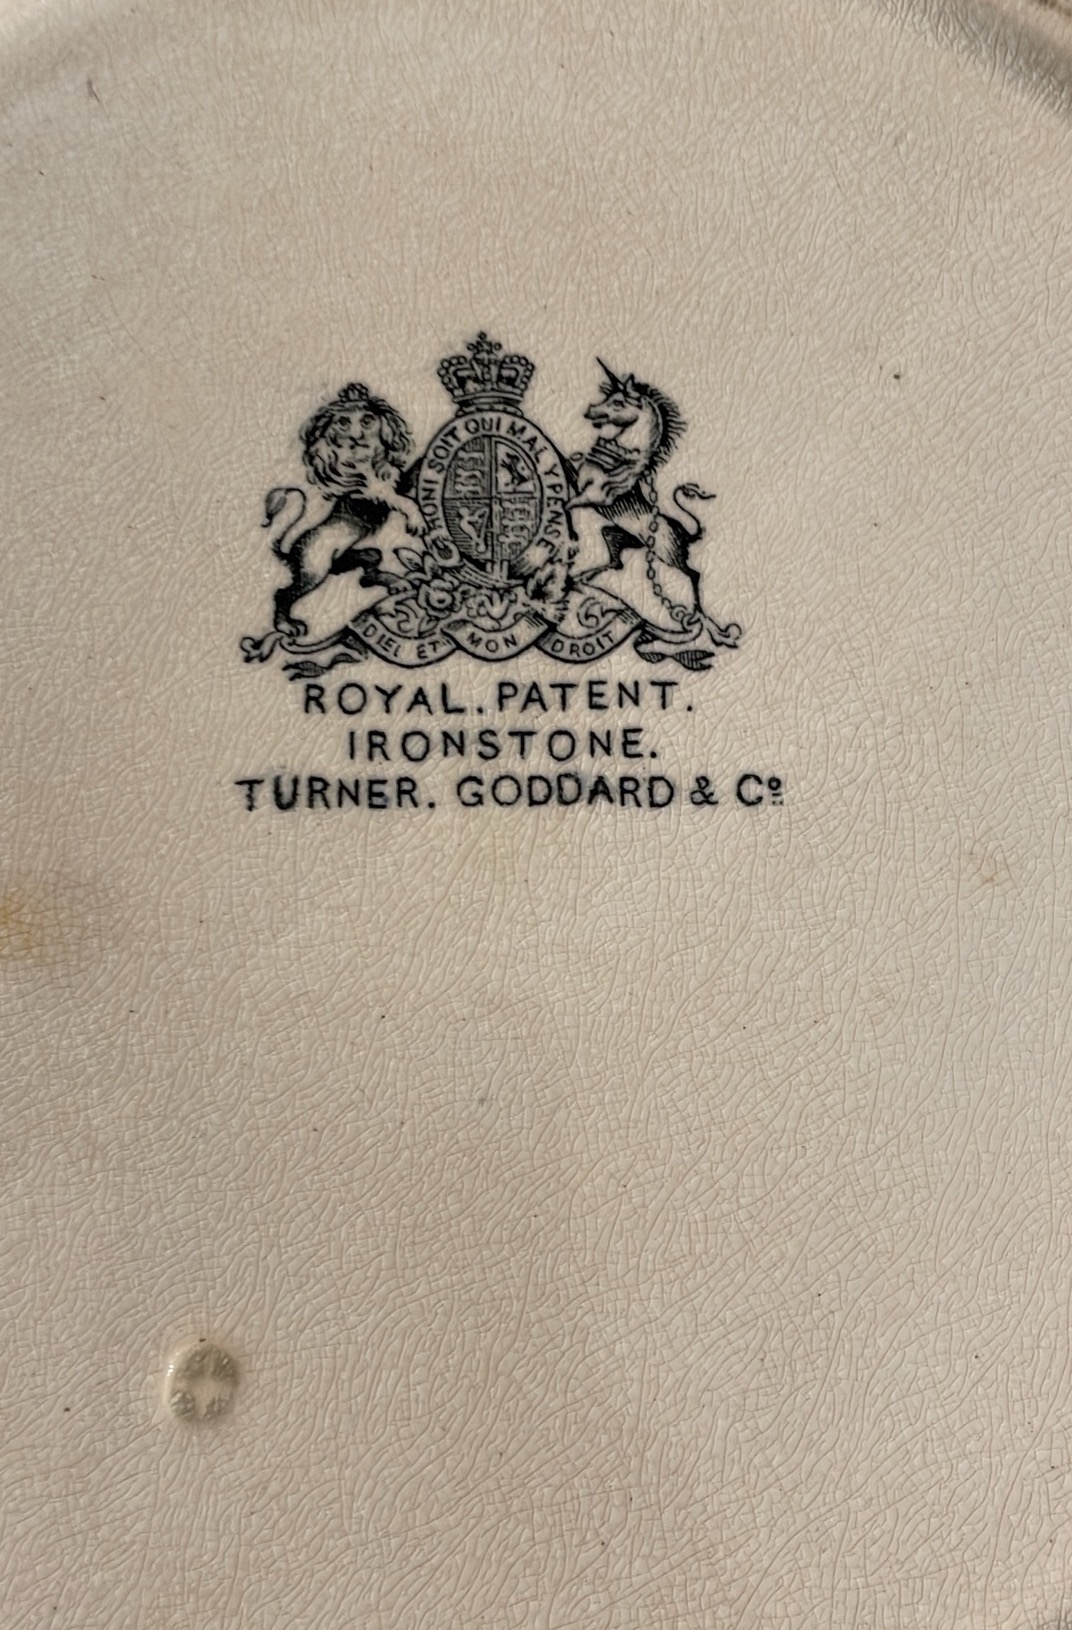 HONI SOIT QUI MAL Y PENSE
DIEU ET MON DROIT
ROYAL. PATENT.
IRONSTONE.
TURNER. GODDARD & Cº